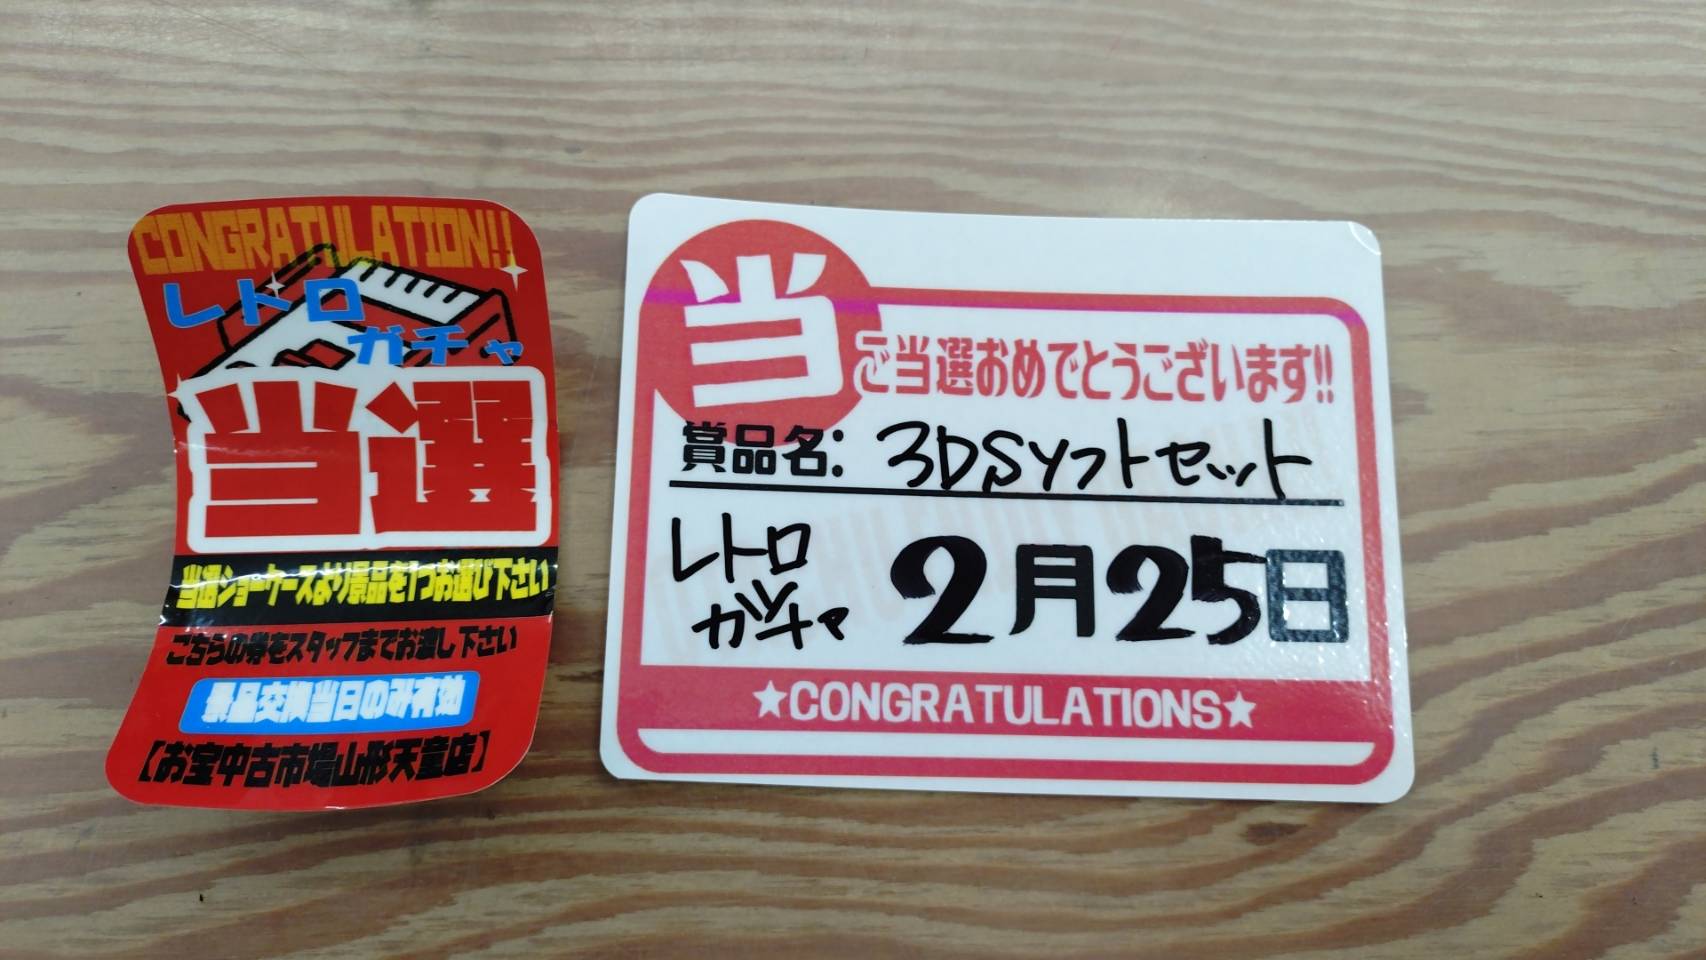 CONGRATULATION!!
レトロ
ガチャ
当選
当選ショーケースより景品を1つお選び下さい
こちらの券をスタッフまでお渡し下さい
景品交換当日のみ有効
【お宝中古市場山形天童店】
当
ご当選おめでとうございます!!
賞品名: 3DSソフトセット
レトロ
ガッチャ
2月25日
★CONGRATULATIONS★